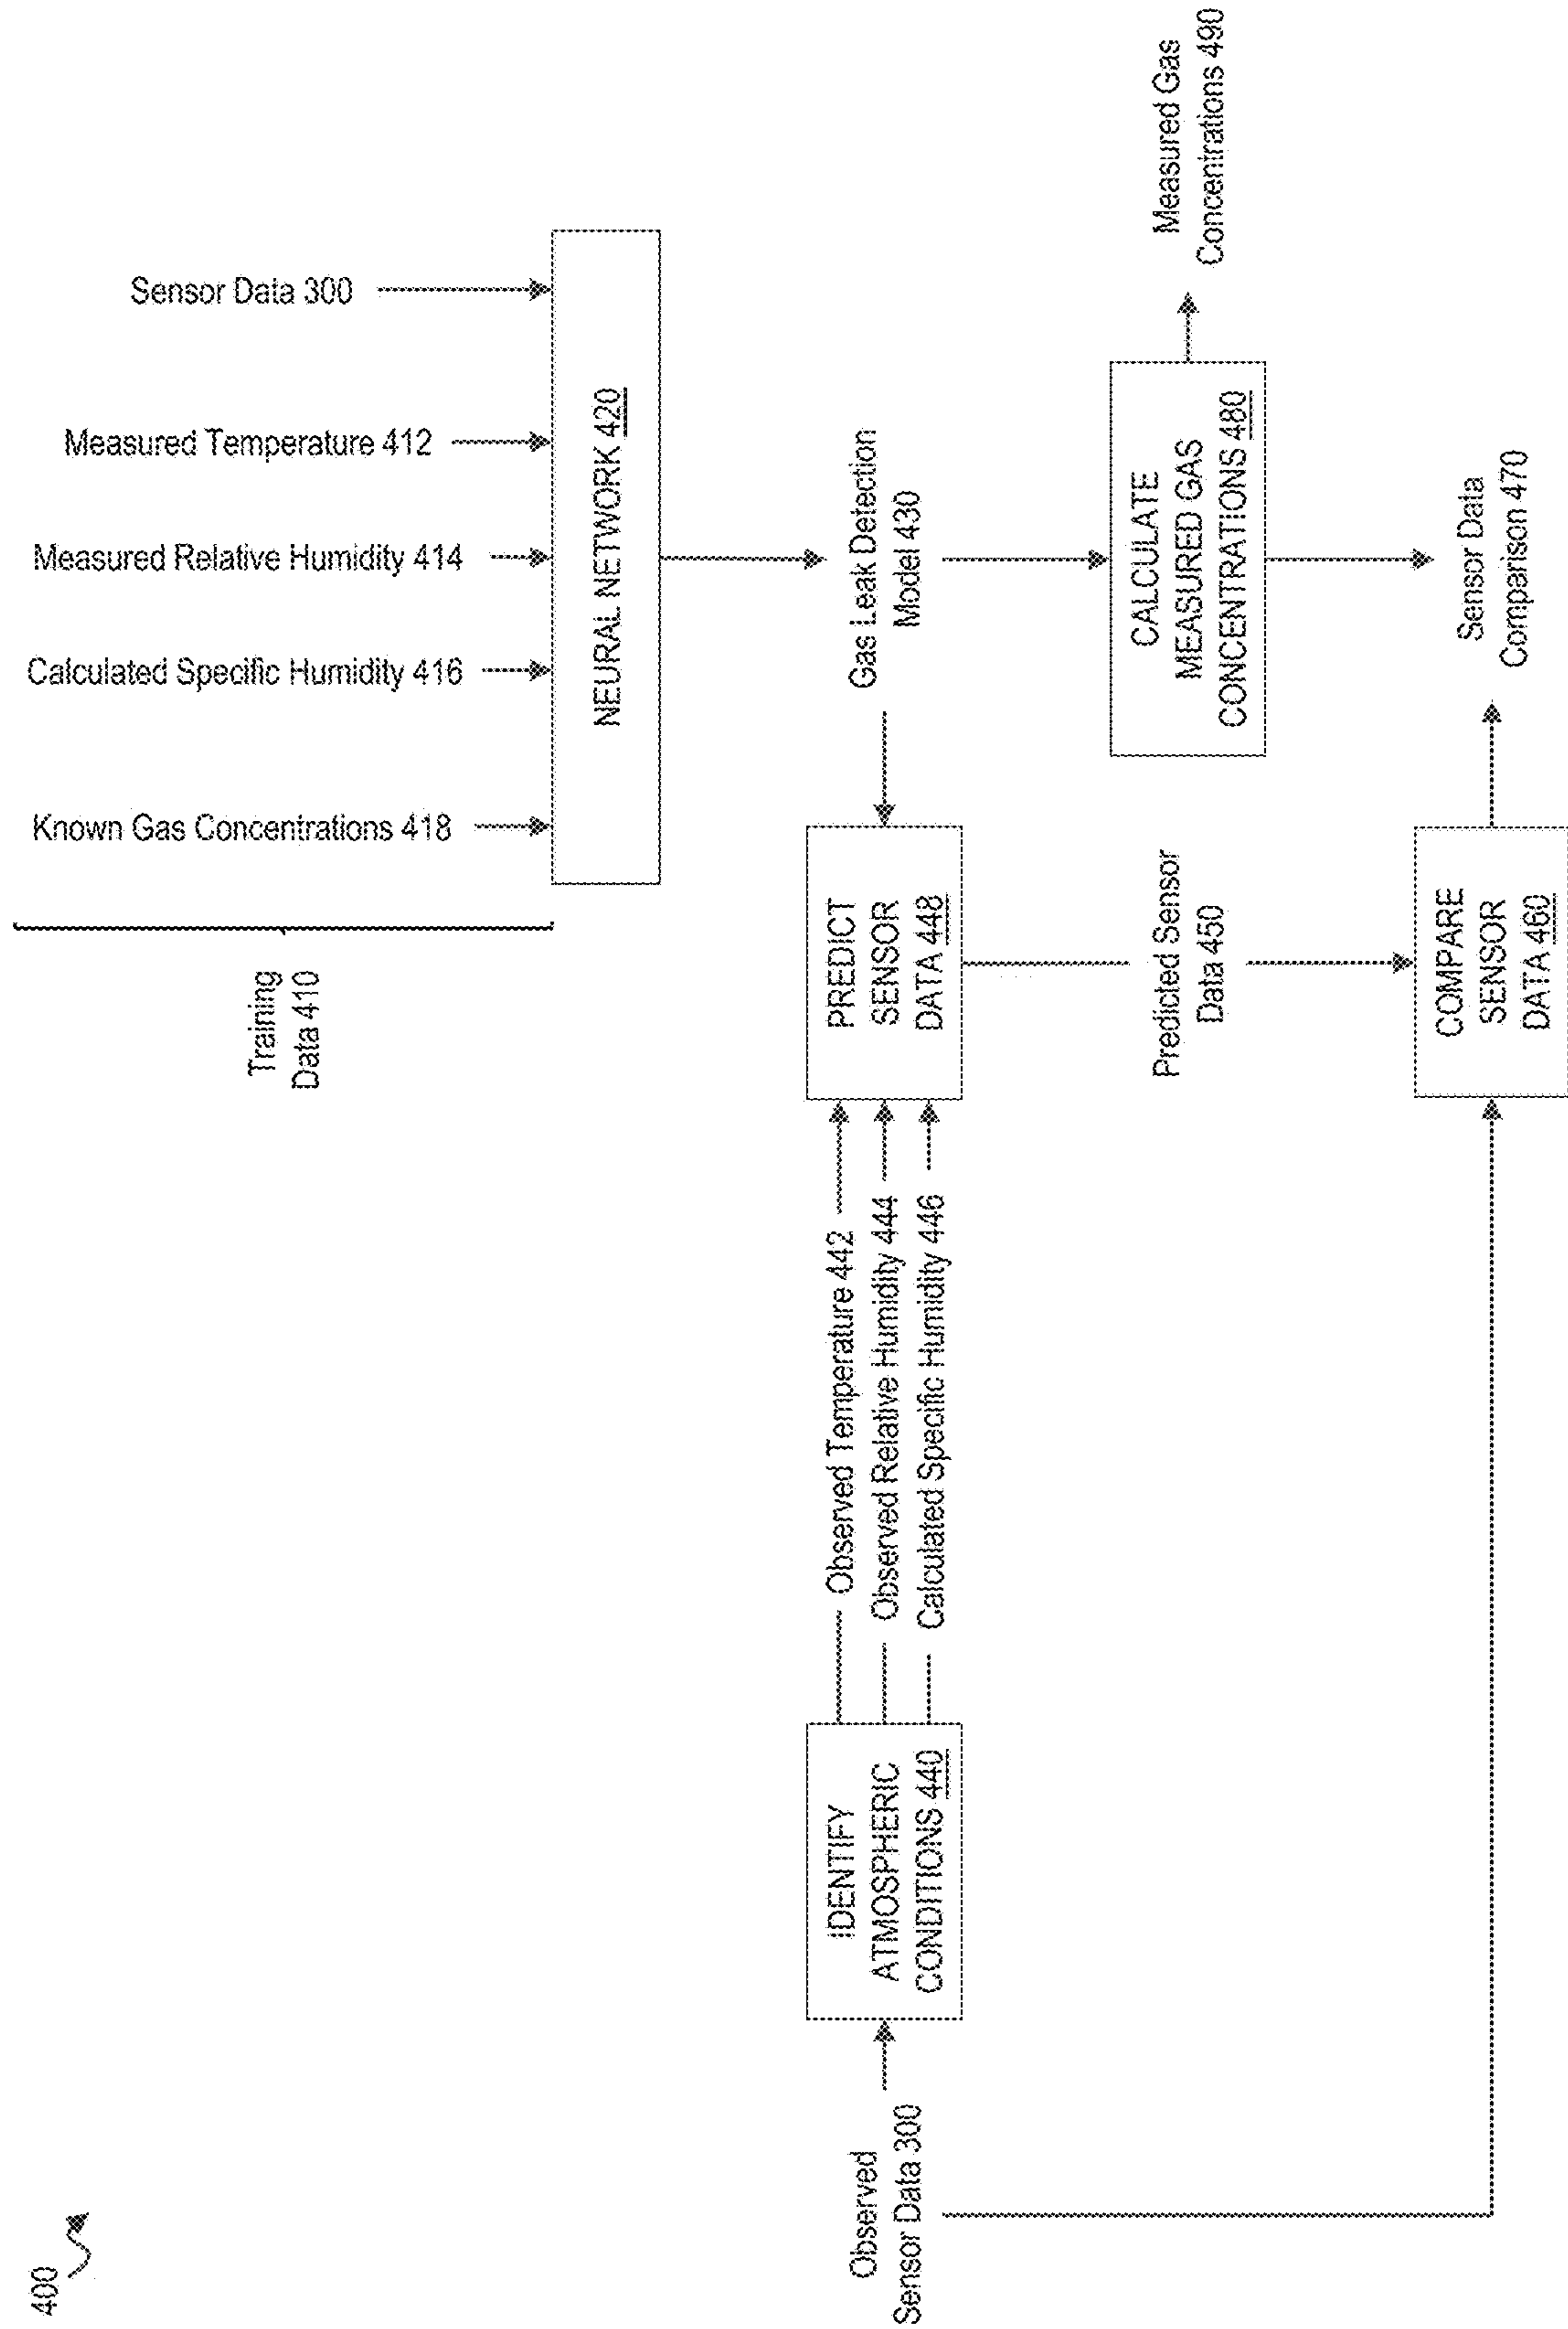 400
Training
Data 410
Known Gas Concentrations 418
Calculated Specific Humidity 416
Measured Relative Humidity 414
Measured Temperature 412
Sensor Data 300
NEURAL NETWORK 420
Observed
Sensor Data 300
IDENTIFY
ATMOSPHERIC
CONDITIONS 440
Observed Temperature 442
Observed Relative Humidity 444
Calculated Specific Humidity 446
PREDICT
SENSOR
DATA 448
Gas Leak Detection
Model 430
Predicted Sensor
Data 450
CALCULATE
MEASURED GAS
CONCENTRATIONS 480
Measured Gas
Concentrations 490
COMPARE
SENSOR
DATA 460
Sensor Data
Comparison 470